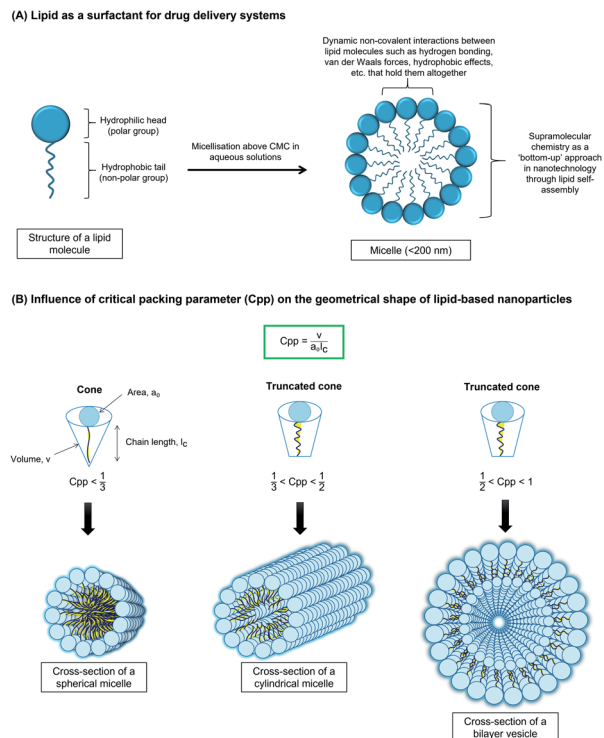 (A) Lipid as a surfactant for drug delivery systems
Dynamic non-covalent interactions between
lipid molecules such as hydrogen bonding,
van der Waals forces, hydrophobic effects,
etc. that hold them altogether
Hydrophilic head
(polar group)
Hydrophobic tail
(non-polar group)
Micellisation above CMC in
aqueous solutions
Supramolecular
chemistry as a
'bottom-up' approach
in nanotechnology
through lipid self-
assembly
Structure of a lipid
molecule
Micelle (<200 nm)
(B) Influence of critical packing parameter (Cpp) on the geometrical shape of lipid-based nanoparticles
Cpp = v/a₀lc
Cone
Area, a₀
Chain length, lc
Volume, v
Cpp < 1/3
Truncated cone
1/3 < Cpp < 1/2
Truncated cone
1/2 < Cpp < 1
Cross-section of a
spherical micelle
Cross-section of a
cylindrical micelle
Cross-section of a
bilayer vesicle